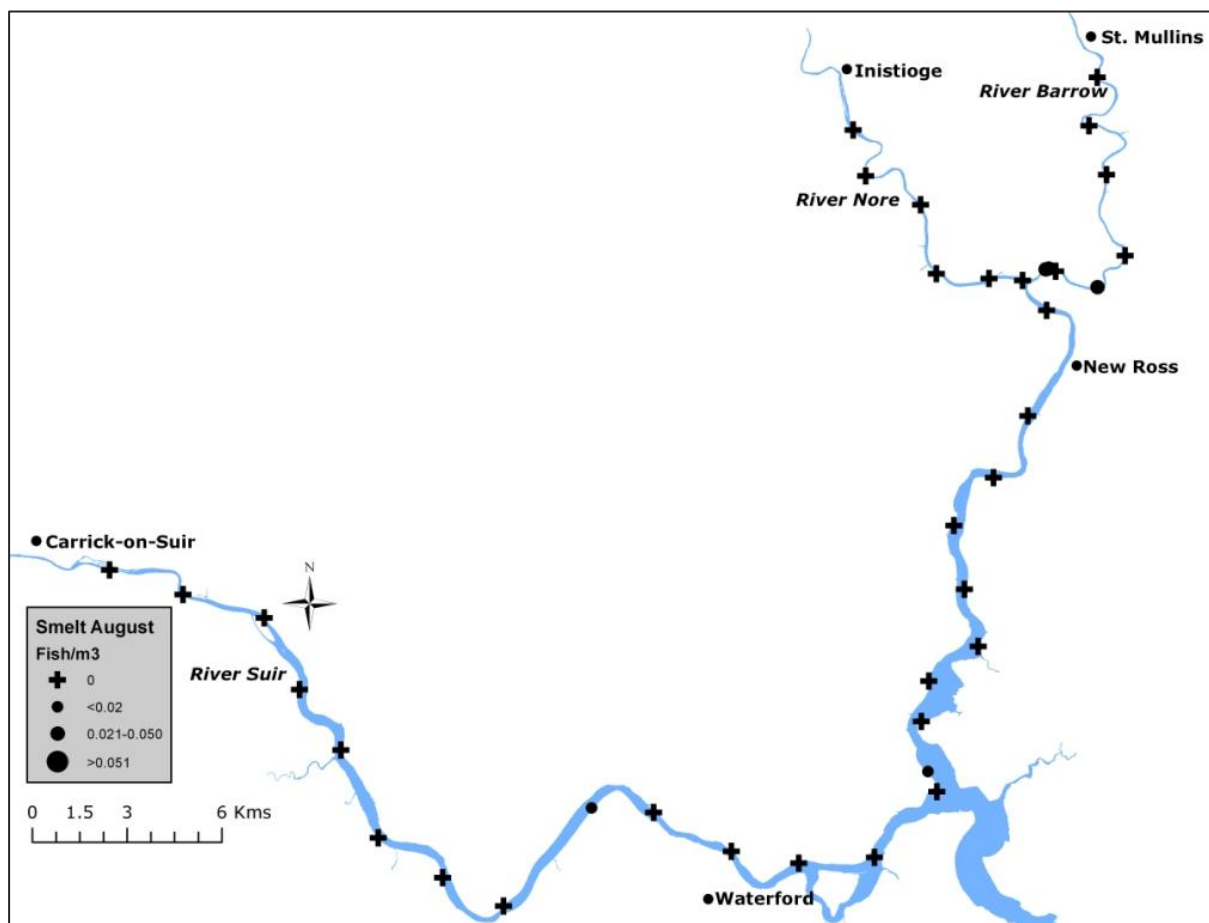 St. Mullins
Inistioge
River Barrow
River Nore
New Ross
Carrick-on-Suir
N
Smelt August
Fish/m3
0
<0.02
0.021-0.050
>0.051
River Suir
0 1.5 3 6 Kms
Waterford